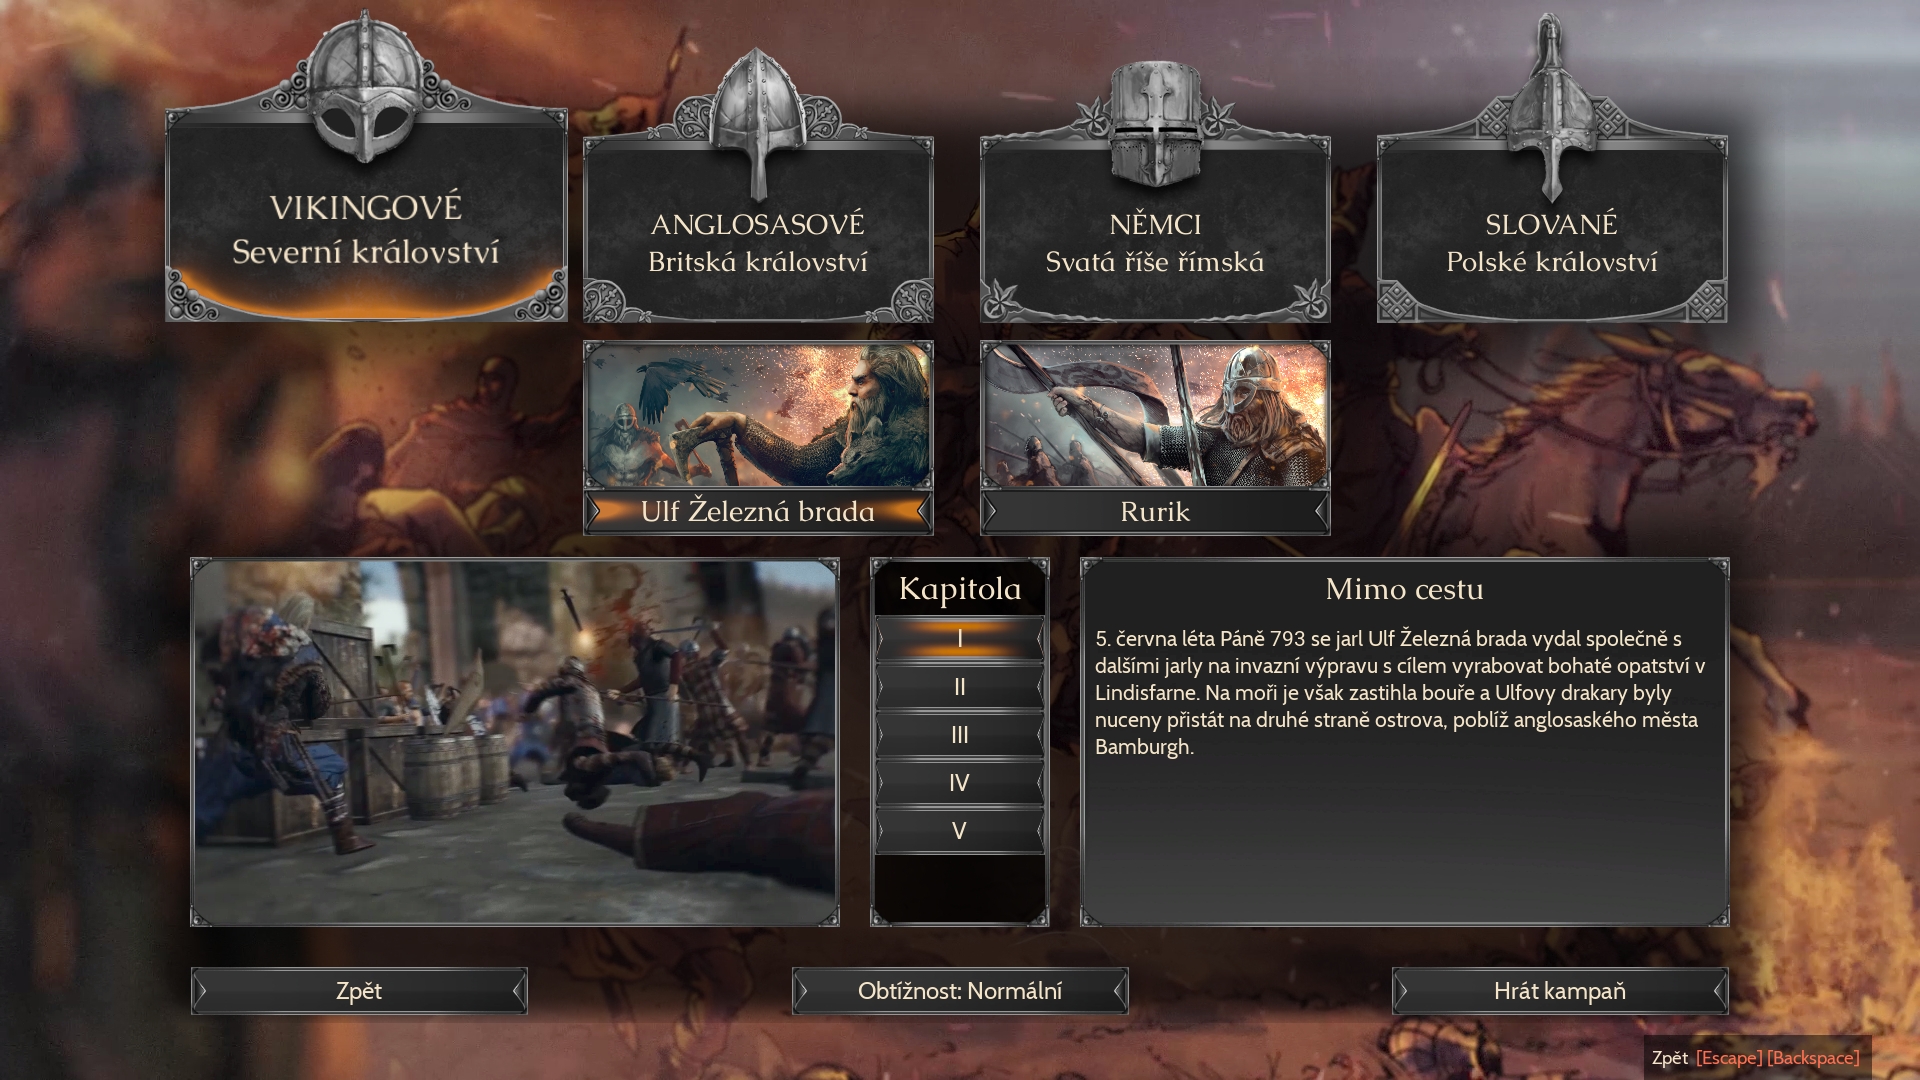 VIKINGOVÉ
Severní království
ANGLOSASOVÉ
Britská království
NĚMCI
Svatá říše římská
SLOVANÉ
Polské království
Ulf Železná brada
Rurik
Kapitola
I
II
III
IV
V
Mimo cestu
5. června léta Páně 793 se jarl Ulf Železná brada vydal společně s
dalšími jarly na invazní výpravu s cílem vyrabovat bohaté opatství v
Lindisfarne. Na moři je však zastihla bouře a Ulfovy drakary byly
nuceny přistát na druhé straně ostrova, poblíž anglosaského města
Bamburgh.
Zpět
Obtížnost: Normální
Hrát kampaň
Zpět [Escape] [Backspace]